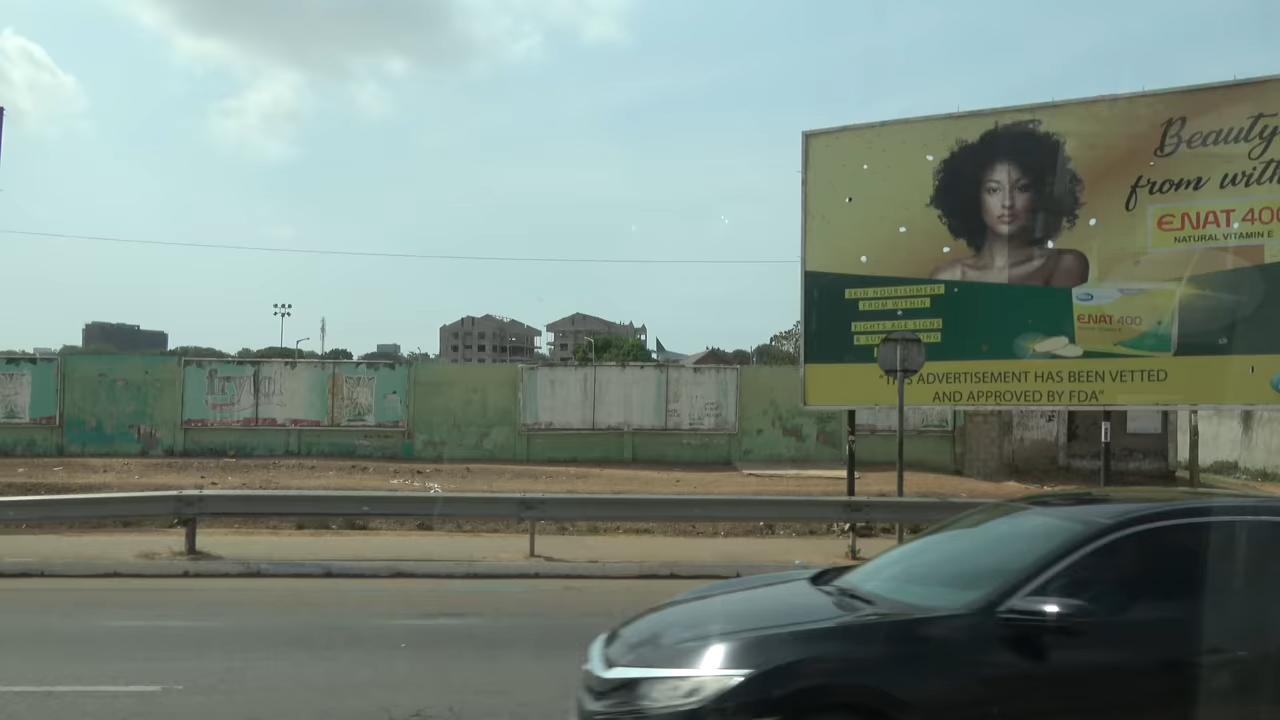 Beauty
from with
ENAT 400
NATURAL VITAMIN E
SKIN NOURISHMENT
FROM WITHIN
FIGHTS AGE SIGNS
ENAT 400
"THIS ADVERTISEMENT HAS BEEN VETTED
AND APPROVED BY FDA"